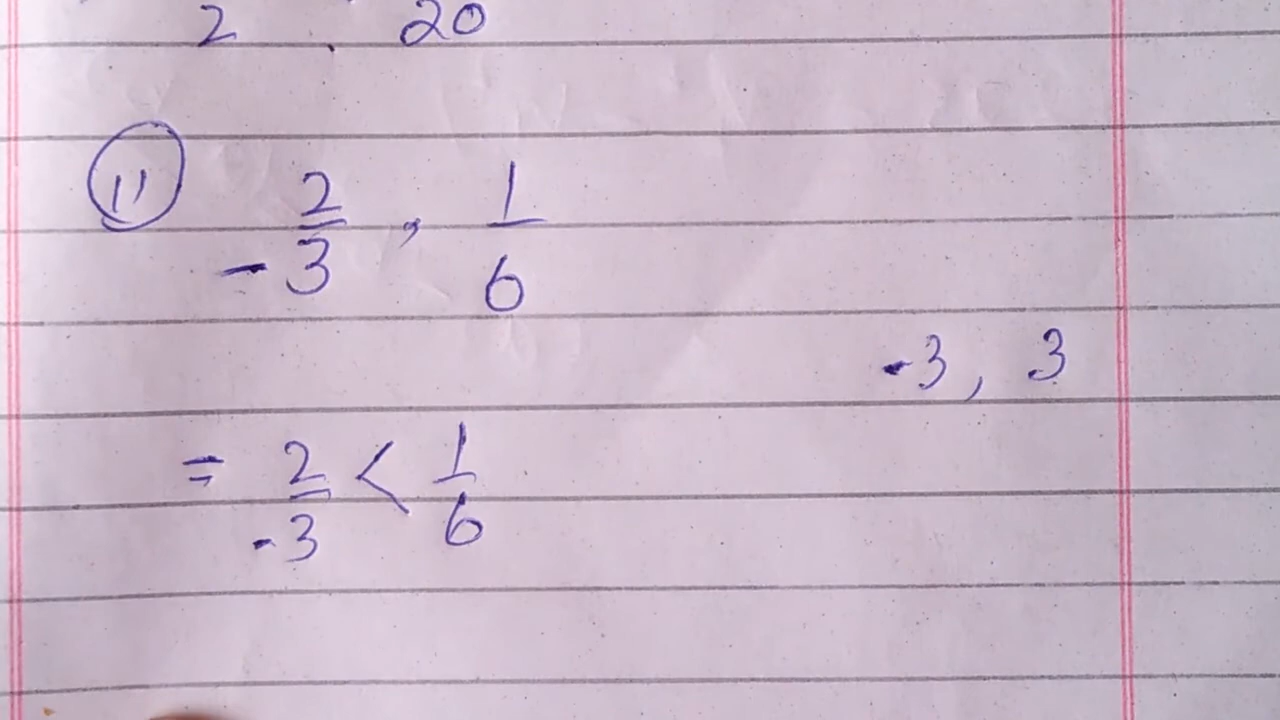 2 20
11 2/-3 , 1/6
-3, 3
= 2/-3 < 1/6